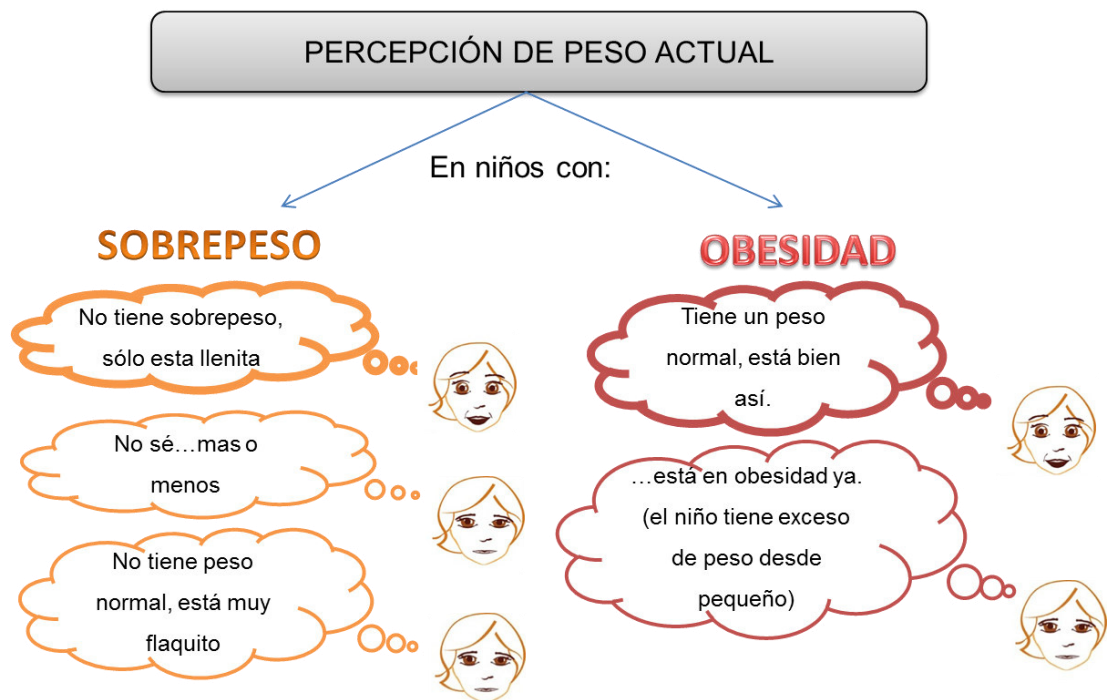 PERCEPCIÓN DE PESO ACTUAL
En niños con:
SOBREPESO
No tiene sobrepeso,
sólo esta llenita
No sé...mas o
menos
No tiene peso
normal, está muy
flaquito
OBESIDAD
Tiene un peso
normal, está bien
así.
...está en obesidad ya.
(el niño tiene exceso
de peso desde
pequeño)